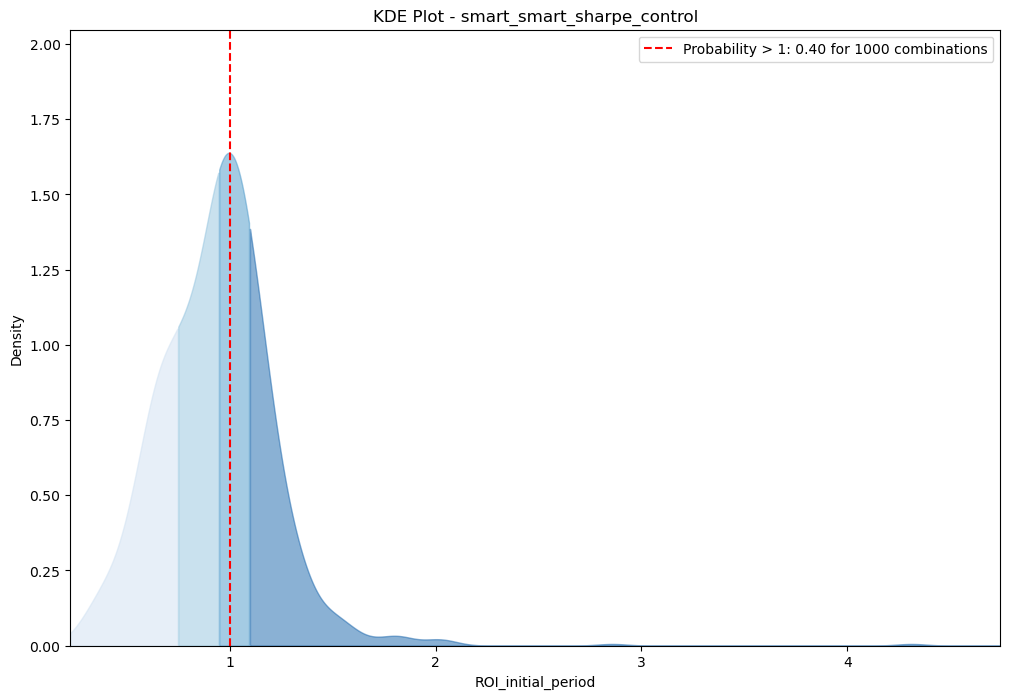 KDE Plot - smart_smart_sharpe_control
Probability > 1: 0.40 for 1000 combinations
Density
2.00
1.75
1.50
1.25
1.00
0.75
0.50
0.25
0.00
1 2 3 4
ROI_initial_period